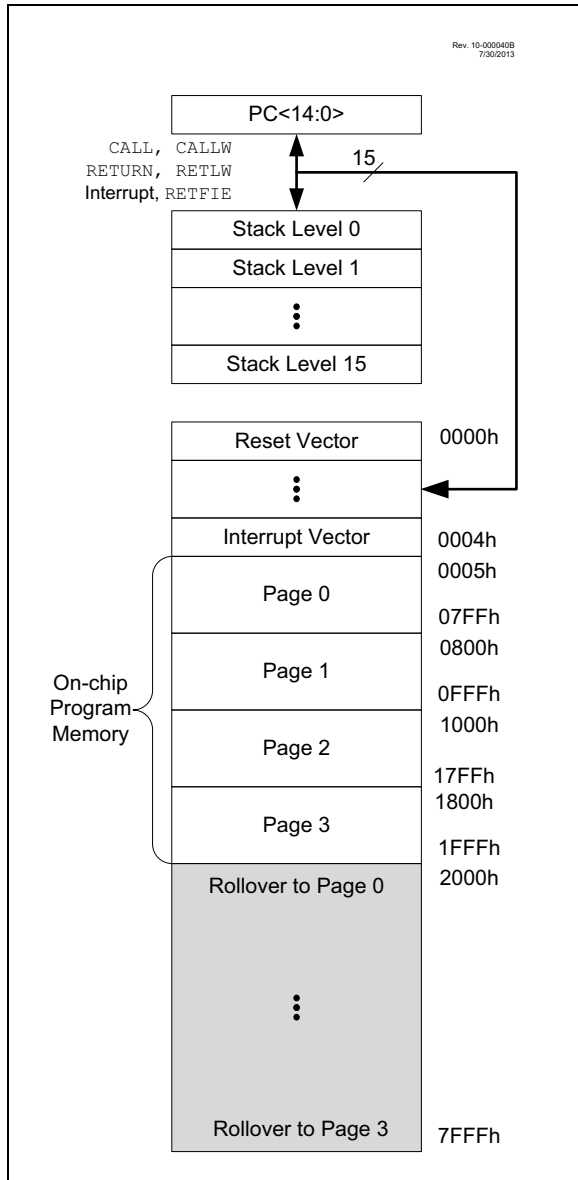 Rev. 10-000040B
7/30/2013
PC<14:0>
CALL, CALLW
RETURN, RETLW
Interrupt, RETFIE
15
Stack Level 0
Stack Level 1
Stack Level 15
Reset Vector
0000h
Interrupt Vector
0004h
0005h
Page 0
07FFh
0800h
Page 1
0FFFh
On-chip
Program
Memory
1000h
Page 2
17FFh
1800h
Page 3
1FFFh
Rollover to Page 0
2000h
Rollover to Page 3
7FFFh